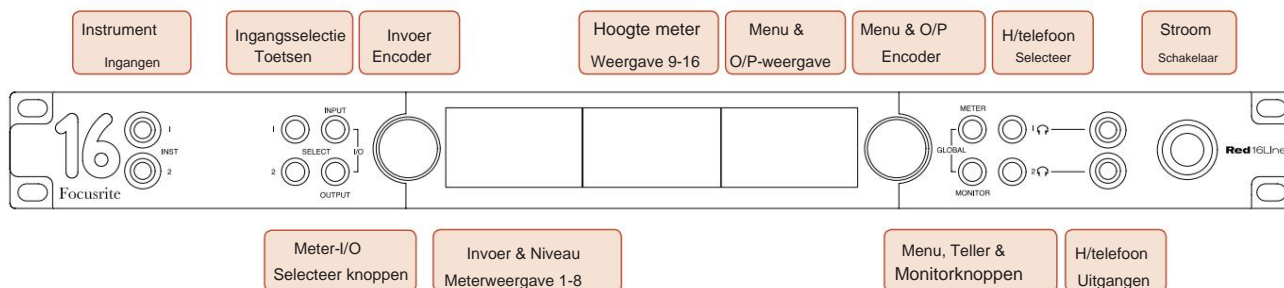 Instrument
Ingangen
Ingangsselectie
Toetsen
Invoer
Encoder
Hoogte meter
Weergave 9-16
Menu &
O/P-weergave
Menu & O/P
Encoder
H/telefoon
Selecteer
Stroom
Schakelaar
16
Focusrite
1
INST
2
INPUT
1
SELECT
I/O
2
OUTPUT
METER
1
GLOBAL
2
MONITOR
Red 16Line
Meter-I/O
Selecteer knoppen
Invoer & Niveau
Meterweergave 1-8
Menu, Teller &
Monitorknoppen
H/telefoon
Uitgangen